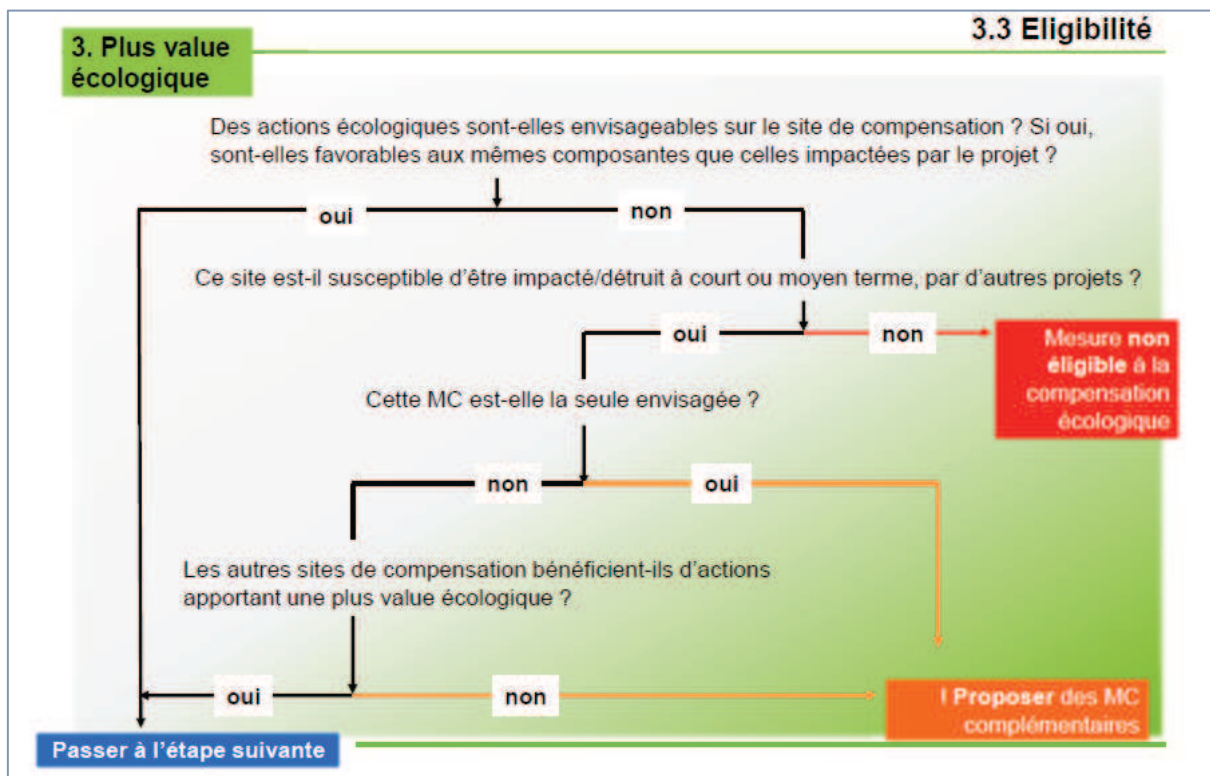 3. Plus value
écologique
3.3 Eligibilité
Des actions écologiques sont-elles envisageables sur le site de compensation ? Si oui,
sont-elles favorables aux mêmes composantes que celles impactées par le projet ?
oui
non
Ce site est-il susceptible d'être impacté/détruit à court ou moyen terme, par d'autres projets ?
oui
non
Mesure non
éligible à la
compensation
écologique
Cette MC est-elle la seule envisagée ?
non
oui
Les autres sites de compensation bénéficient-ils d'actions
apportant une plus value écologique ?
oui
non
! Proposer des MC
complémentaires
Passer à l'étape suivante